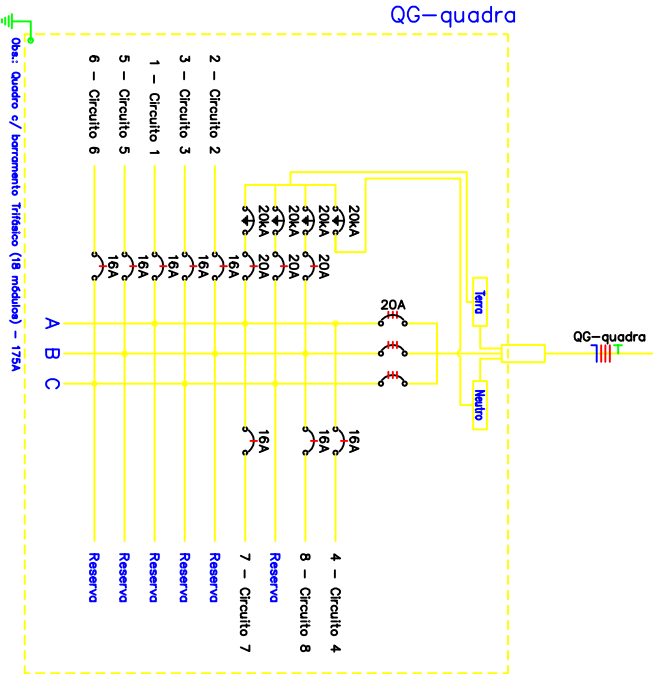 QG-quadra
Obs.: Quadro c/ barramento Trifásico (18 módulos) - 175A
6 - Circuito 6
5 - Circuito 5
1 - Circuito 1
3 - Circuito 3
2 - Circuito 2
20kA
20kA
20kA
20kA
16A
16A
16A
16A
16A
20A
20A
20A
Terra
20A
QG-quadra
A
B
C
Neutro
16A
16A
16A
Reserva
Reserva
Reserva
Reserva
Reserva
7 - Circuito 7
Reserva
8 - Circuito 8
4 - Circuito 4